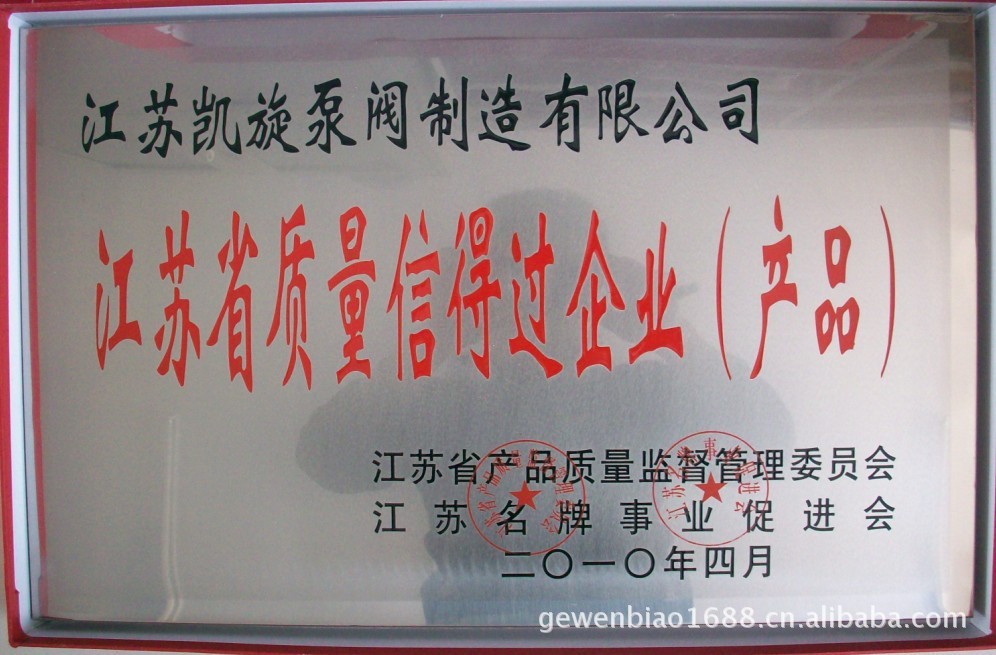 江苏凯旋泵阀制造有限公司
江苏省质量信得过企业（产品）
江苏省产品质量监督管理委员会
江苏名牌事业促进会
二〇一〇年四月
gewenbiao1688.cn.alibaba.com